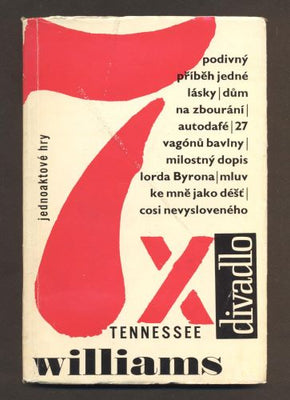 podivný
příběh jedné
lásky|dům
na zbourání|
autodafé|27
vagónů bavlny|
milostný dopis
lorda Byrona|mluv
ke mně jako déšť|
cosi nevysloveného
jednoaktové hry
7x
TENNESSEE
williams
divadlo